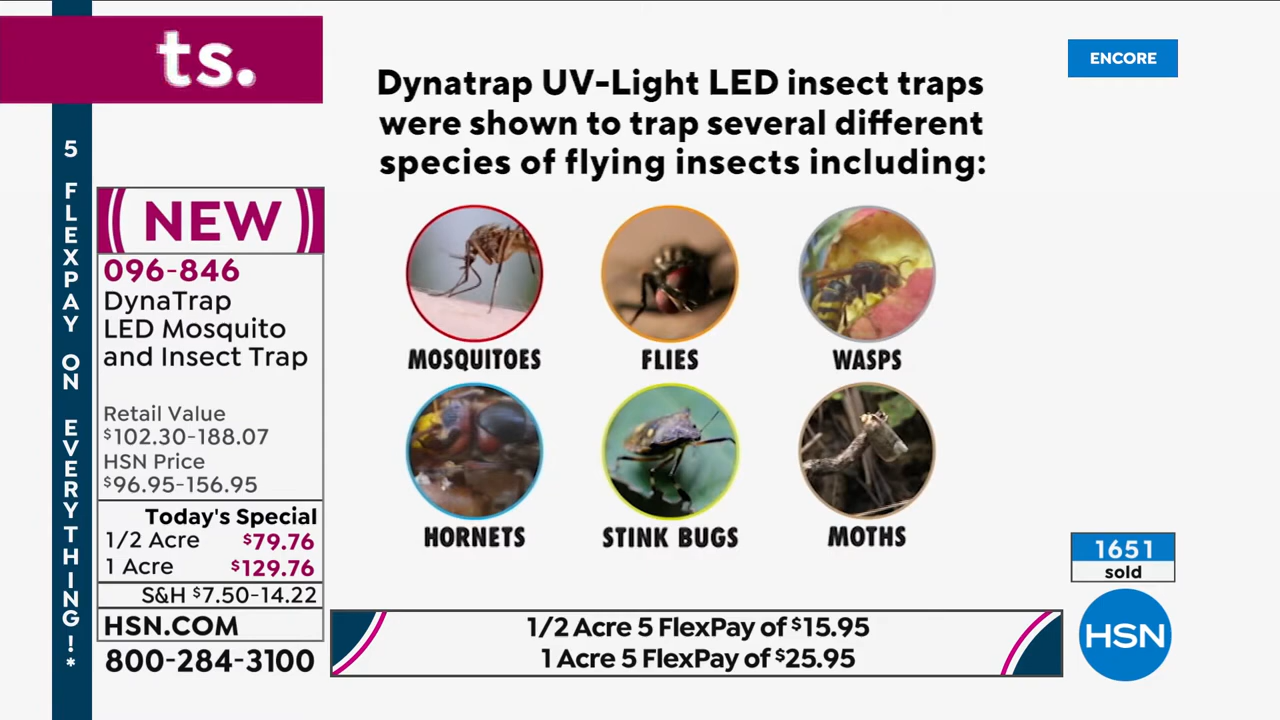 ts.
5 FLEXPAY ON EVERYTHING!*
((NEW))
096-846
DynaTrap
LED Mosquito
and Insect Trap
Retail Value
$102.30-188.07
HSN Price
$96.95-156.95
Today's Special
1/2 Acre $79.76
1 Acre $129.76
S&H $7.50-14.22
HSN.COM
800-284-3100
Dynatrap UV-Light LED insect traps
were shown to trap several different
species of flying insects including:
MOSQUITOES
FLIES
WASPS
HORNETS
STINK BUGS
MOTHS
ENCORE
1651
sold
HSN
1/2 Acre 5 FlexPay of $15.95
1 Acre 5 FlexPay of $25.95